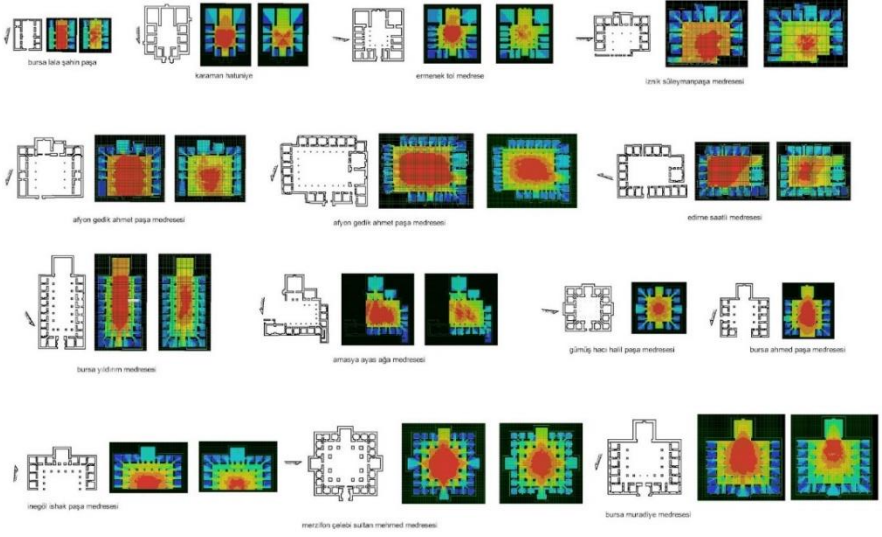 bursa lala şahin paşa
karaman hatuniye
ermenek tol medrese
iznik süleymanpaşa medresesi
afyon gedik ahmet paşa medresesi
afyon gedik ahmet paşa medresesi
edirne saatli medresesi
bursa yıldırım medresesi
amasya ayas ağa medresesi
gümüş hacı halil paşa medresesi
bursa ahmed paşa medresesi
inegöl ishak paşa medresesi
merzifon çelebi sultan mehmed medresesi
bursa muradiye medresesi